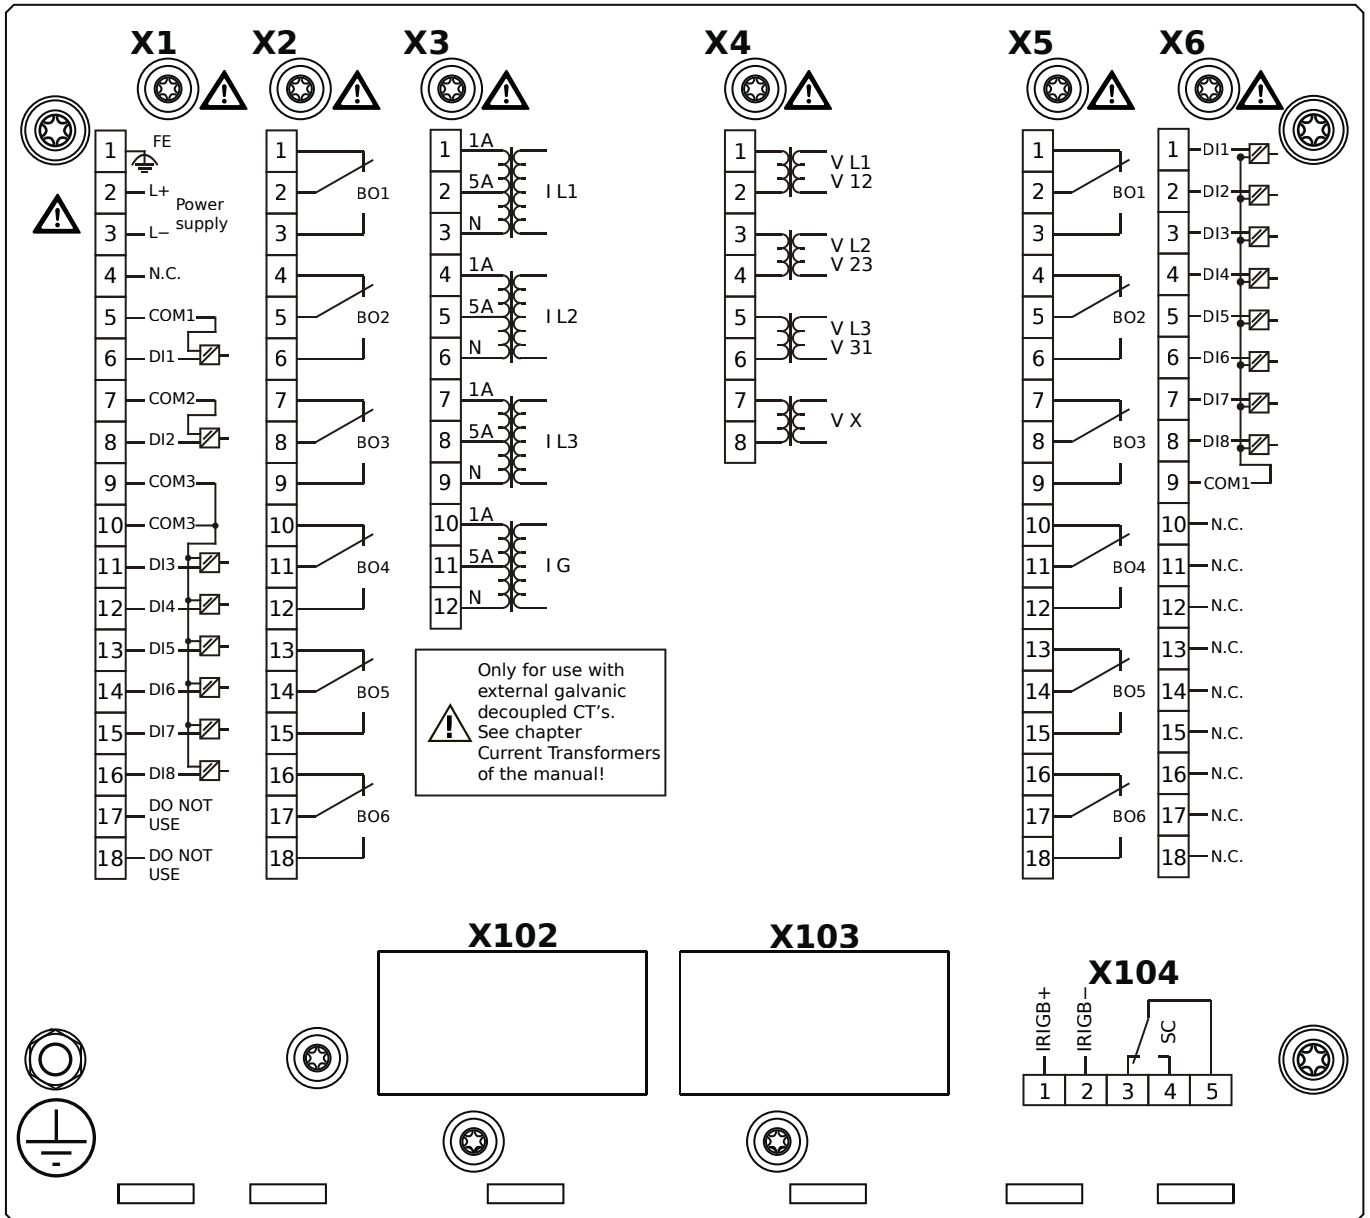 X1
X2
X3
X4
X5
X6
1 FE
2 L+
Power
supply
3 L−
4 N.C.
5 COM1
6 DI1
7 COM2
8 DI2
9 COM3
10 COM3
11 DI3
12 DI4
13 DI5
14 DI6
15 DI7
16 DI8
17 DO NOT
USE
18 DO NOT
USE
1
2 BO1
3
4
5 BO2
6
7
8 BO3
9
10
11 BO4
12
13
14 BO5
15
16
17 BO6
18
1 1A
2 5A I L1
3 N
4 1A
5 5A I L2
6 N
7 1A
8 5A I L3
9 N
10 1A
11 5A I G
12 N
Only for use with
external galvanic
decoupled CT's.
See chapter
Current Transformers
of the manual!
1 V L1
2 V 12
3 V L2
4 V 23
5 V L3
6 V 31
7 V X
8
1
2 BO1
3
4
5 BO2
6
7
8 BO3
9
10
11 BO4
12
13
14 BO5
15
16
17 BO6
18
1 DI1
2 DI2
3 DI3
4 DI4
5 DI5
6 DI6
7 DI7
8 DI8
9 COM1
10 N.C.
11 N.C.
12 N.C.
13 N.C.
14 N.C.
15 N.C.
16 N.C.
17 N.C.
18 N.C.
X102
X103
X104
IRIGB+
IRIGB−
SC
1 2 3 4 5